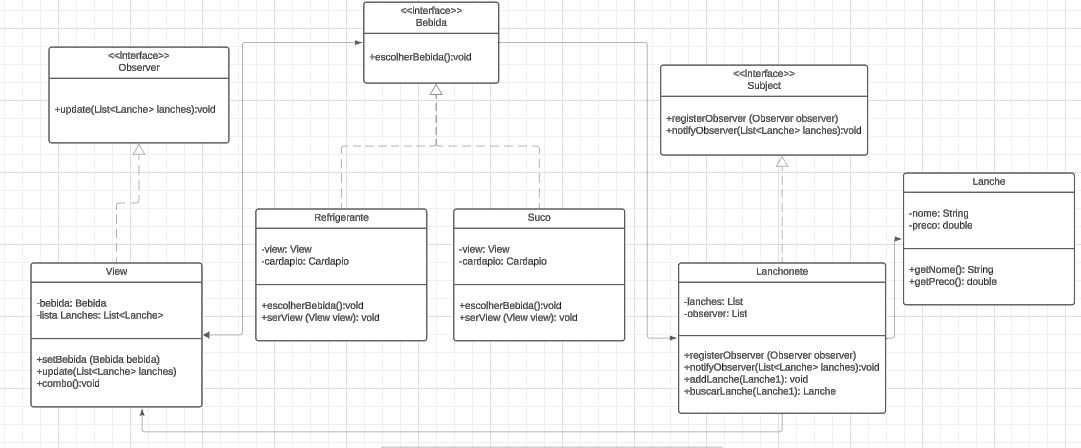 <<interface>>
Bebida
+escolherBebida():void
<<interface>>
Observer
+update(List<Lanche> lanches):void
<<interface>>
Subject
+registerObserver (Observer observer)
+notifyObserver(List<Lanche> lanches):void
Lanche
-nome: String
-preco: double
+getNome(): String
+getPreco(): double
Refrigerante
-view: View
-cardapio: Cardapio
+escolherBebida():void
+serView (View view): void
Suco
-view: View
-cardapio: Cardapio
+escolherBebida():void
+serView (View view): void
View
-bebida: Bebida
-lista Lanches: List<Lanche>
+setBebida (Bebida bebida)
+update(List<Lanche> lanches)
+combo():void
Lanchonete
-lanches: List
-observer: List
+registerObserver (Observer observer)
+notifyObserver(List<Lanche> lanches):void
+addLanche(Lanche1): void
+buscarLanche(Lanche1): Lanche